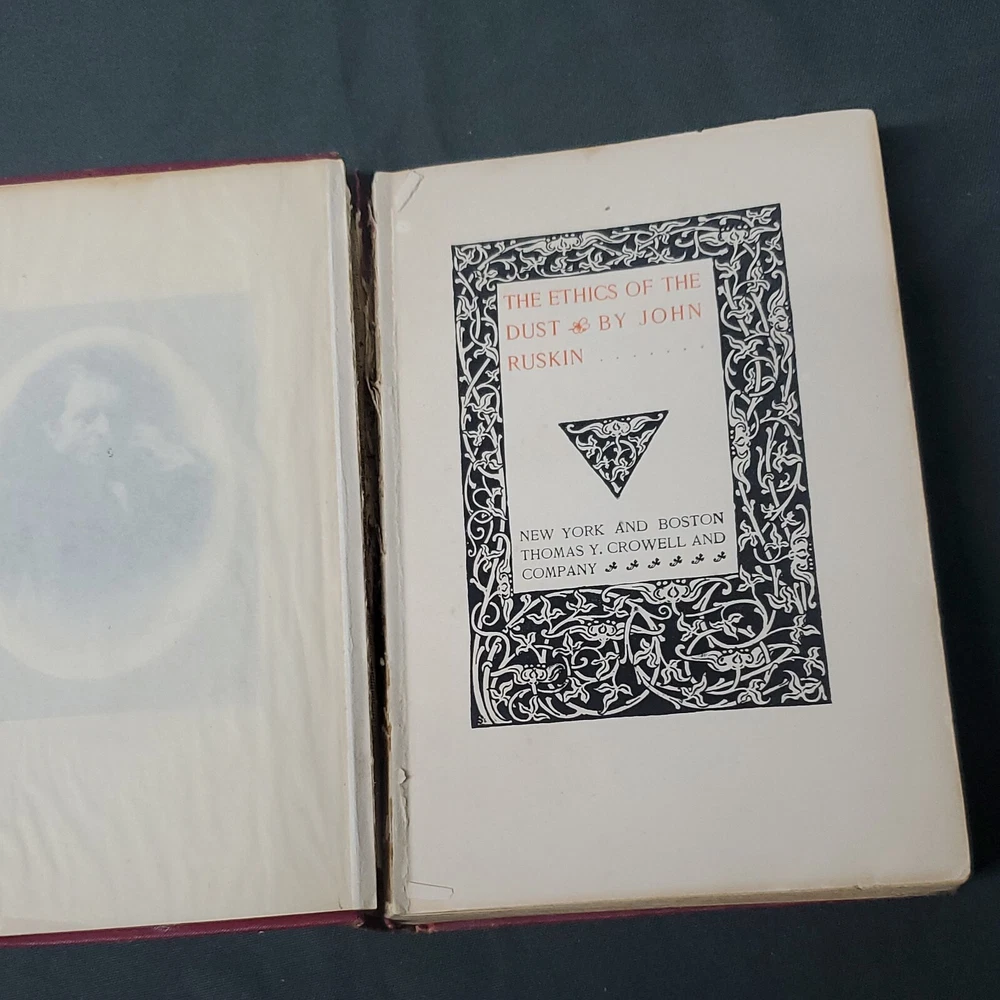 THE ETHICS OF THE
DUST BY JOHN
RUSKIN . . . . . . .
NEW YORK AND BOSTON
THOMAS Y. CROWELL AND
COMPANY